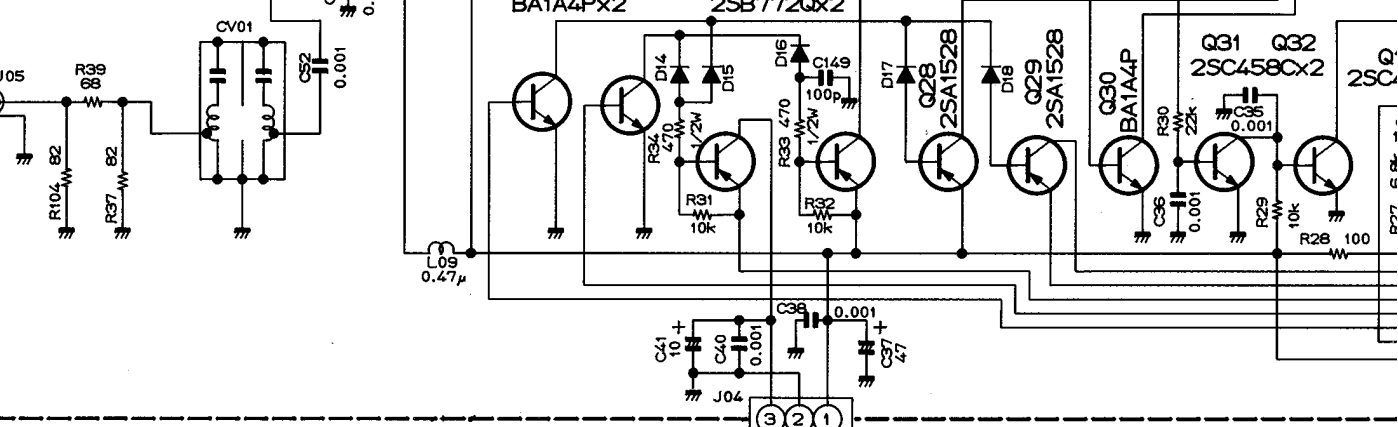 BA1A4Px2
2SB772Qx2
CV01
J05
R39
68
C52
0.001
R104
82
R37
82
D14
D15
D16
C149
100p
R34
470
1/2W
R33
470
1/2W
D17
Q28
2SA1528
D18
Q29
2SA1528
Q30
BA1A4P
R30
22k
Q31
Q32
2SC458Cx2
C35
0.001
C36
0.001
R29
10k
R28
100
R31
10k
R32
10k
L09
0.47μ
C41
10
+
C40
0.001
C38
0.001
+
C37
47
J04
3
2
1